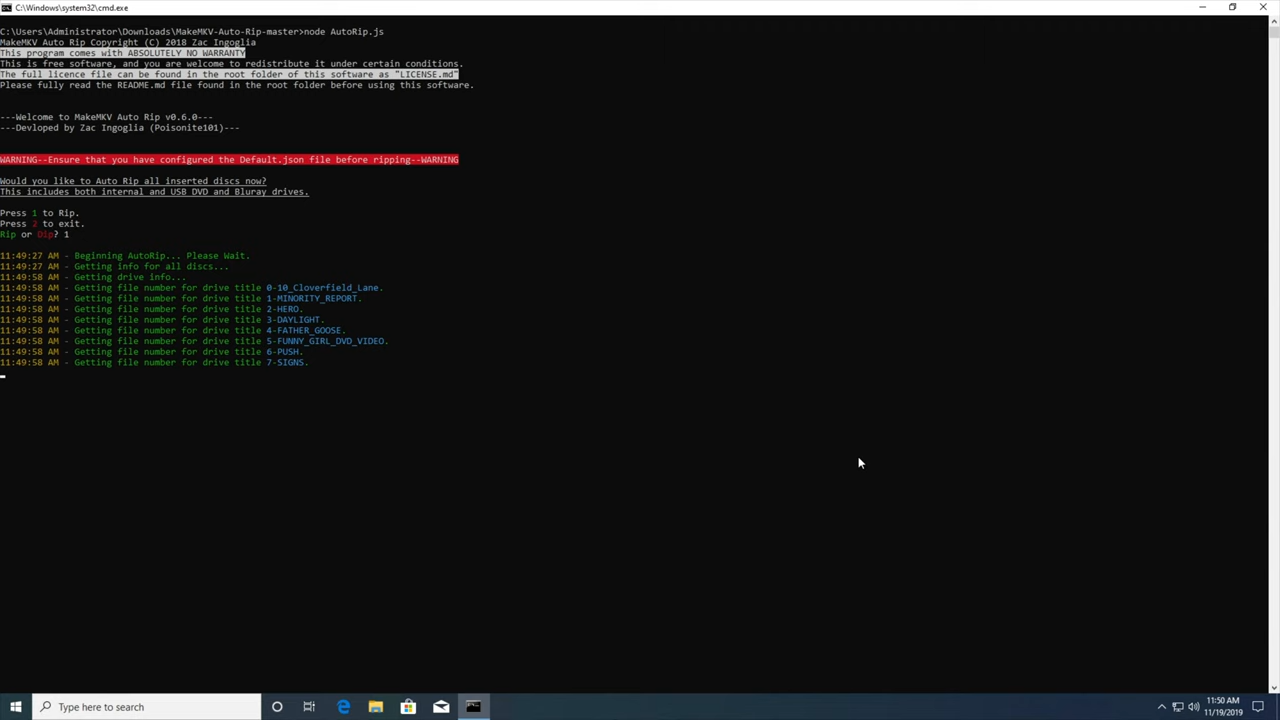 C:\Windows\system32\cmd.exe
C:\Users\Administrator\Downloads\MakeMKV-Auto-Rip-master>node AutoRip.js
MakeMKV Auto Rip Copyright (C) 2018 Zac Ingoglia
This program comes with ABSOLUTELY NO WARRANTY
This is free software, and you are welcome to redistribute it under certain conditions.
The full licence file can be found in the root folder of this software as "LICENSE.md"
Please fully read the README.md file found in the root folder before using this software.
---Welcome to MakeMKV Auto Rip v0.6.0---
---Devloped by Zac Ingoglia (Poisonite101)---
WARNING--Ensure that you have configured the Default.json file before ripping--WARNING
Would you like to Auto Rip all inserted discs now?
This includes both internal and USB DVD and Bluray drives.
Press 1 to Rip.
Press 2 to exit.
Rip or Dip? 1
11:49:27 AM - Beginning AutoRip... Please Wait.
11:49:27 AM - Getting info for all discs...
11:49:58 AM - Getting drive info...
11:49:58 AM - Getting file number for drive title 0-10_Cloverfield_Lane.
11:49:58 AM - Getting file number for drive title 1-MINORITY_REPORT.
11:49:58 AM - Getting file number for drive title 2-HERO.
11:49:58 AM - Getting file number for drive title 3-DAYLIGHT.
11:49:58 AM - Getting file number for drive title 4-FATHER_GOOSE.
11:49:58 AM - Getting file number for drive title 5-FUNNY_GIRL_DVD_VIDEO.
11:49:58 AM - Getting file number for drive title 6-PUSH.
11:49:58 AM - Getting file number for drive title 7-SIGNS.
Type here to search
11:50 AM
11/19/2019